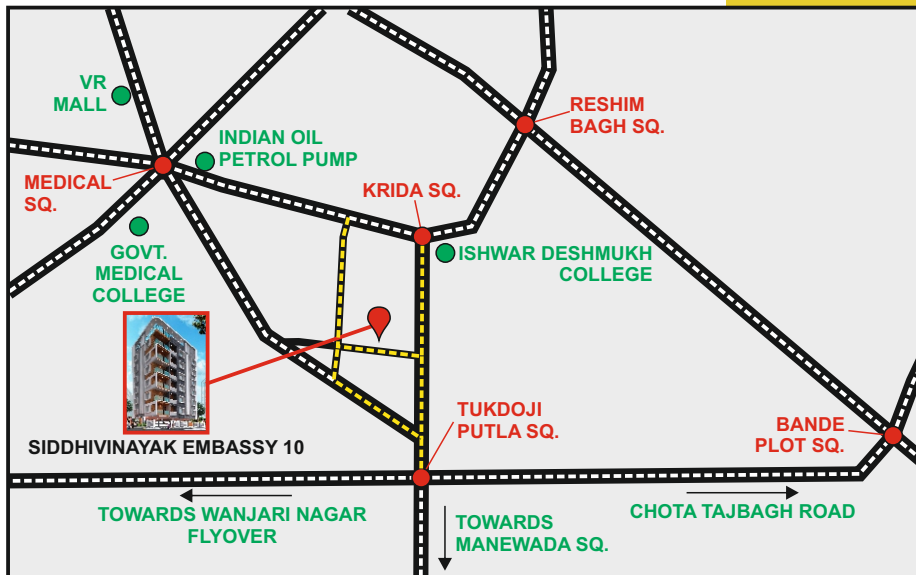 VR
MALL
INDIAN OIL
PETROL PUMP
RESHIM
BAGH SQ.
MEDICAL
SQ.
KRIDA SQ.
GOVT.
MEDICAL
COLLEGE
ISHWAR DESHMUKH
COLLEGE
SIDDHIVINAYAK EMBASSY 10
TUKDOJI
PUTLA SQ.
BANDE
PLOT SQ.
TOWARDS WANJARI NAGAR
FLYOVER
TOWARDS
MANEWADA SQ.
CHOTA TAJBAGH ROAD